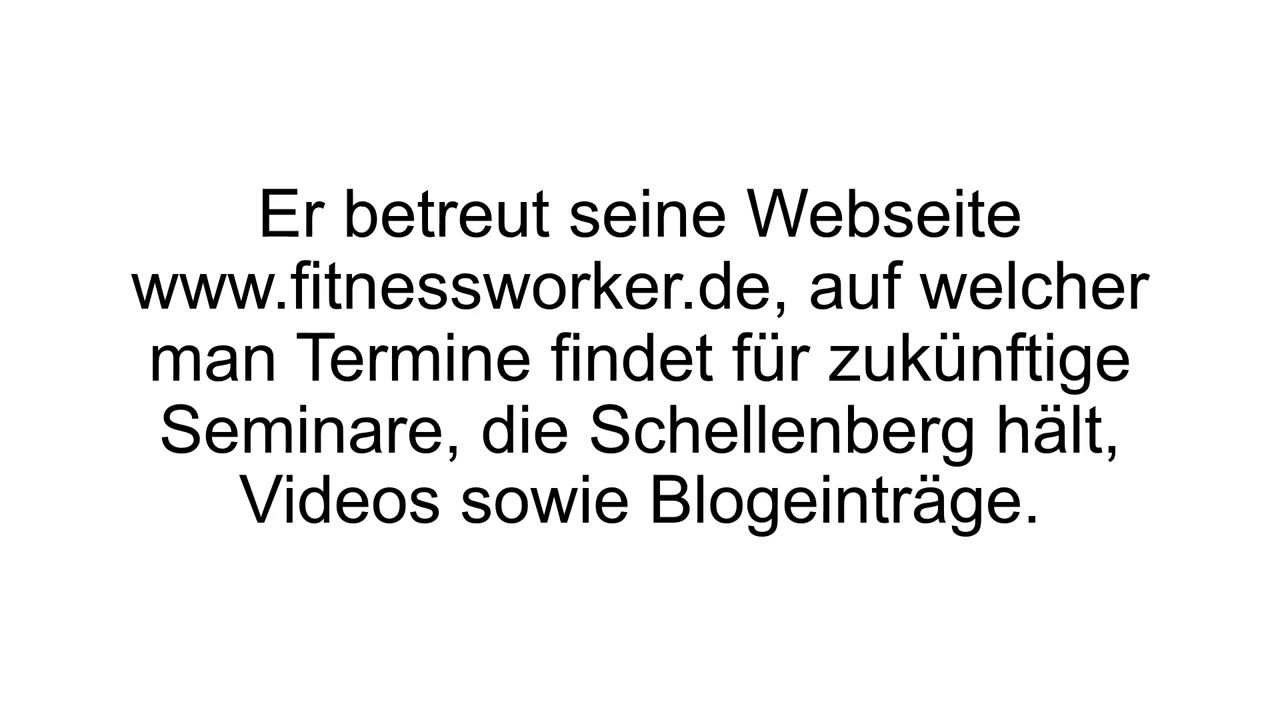 Er betreut seine Webseite
www.fitnessworker.de, auf welcher
man Termine findet für zukünftige
Seminare, die Schellenberg hält,
Videos sowie Blogeinträge.